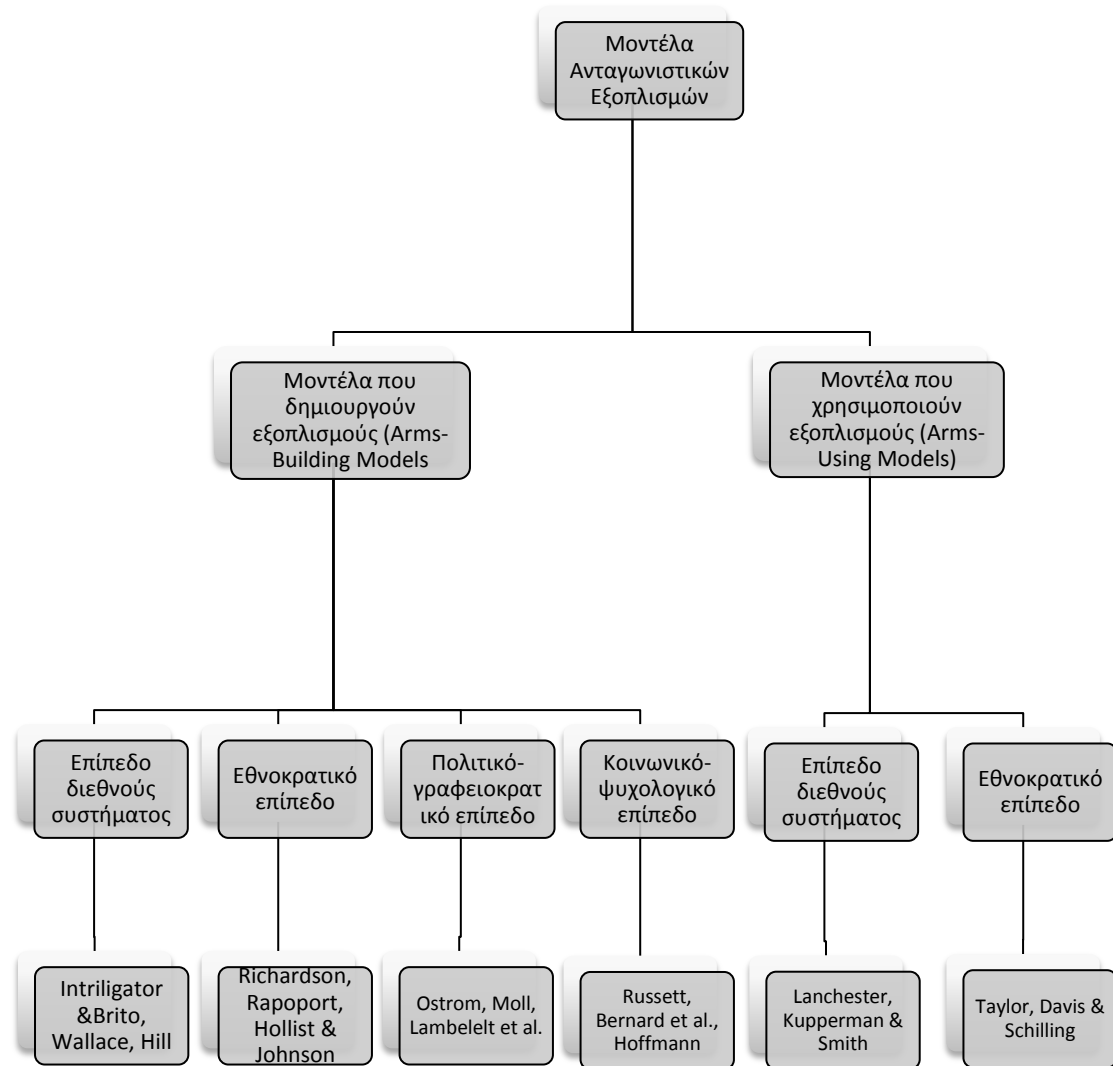 Μοντέλα
Ανταγωνιστικών
Εξοπλισμών
Μοντέλα που
δημιουργούν
εξοπλισμούς (Arms-
Building Models
Μοντέλα που
χρησιμοποιούν
εξοπλισμούς (Arms-
Using Models)
Επίπεδο
διεθνούς
συστήματος
Εθνοκρατικό
επίπεδο
Πολιτικό-
γραφειοκρατ
ικό επίπεδο
Κοινωνικό-
ψυχολογικό
επίπεδο
Επίπεδο
διεθνούς
συστήματος
Εθνοκρατικό
επίπεδο
Intriligator
&Brito,
Wallace, Hill
Richardson,
Rapoport,
Hollist &
Johnson
Ostrom, Moll,
Lambelelt et al.
Russett,
Bernard et al.,
Hoffmann
Lanchester,
Kupperman &
Smith
Taylor, Davis &
Schilling